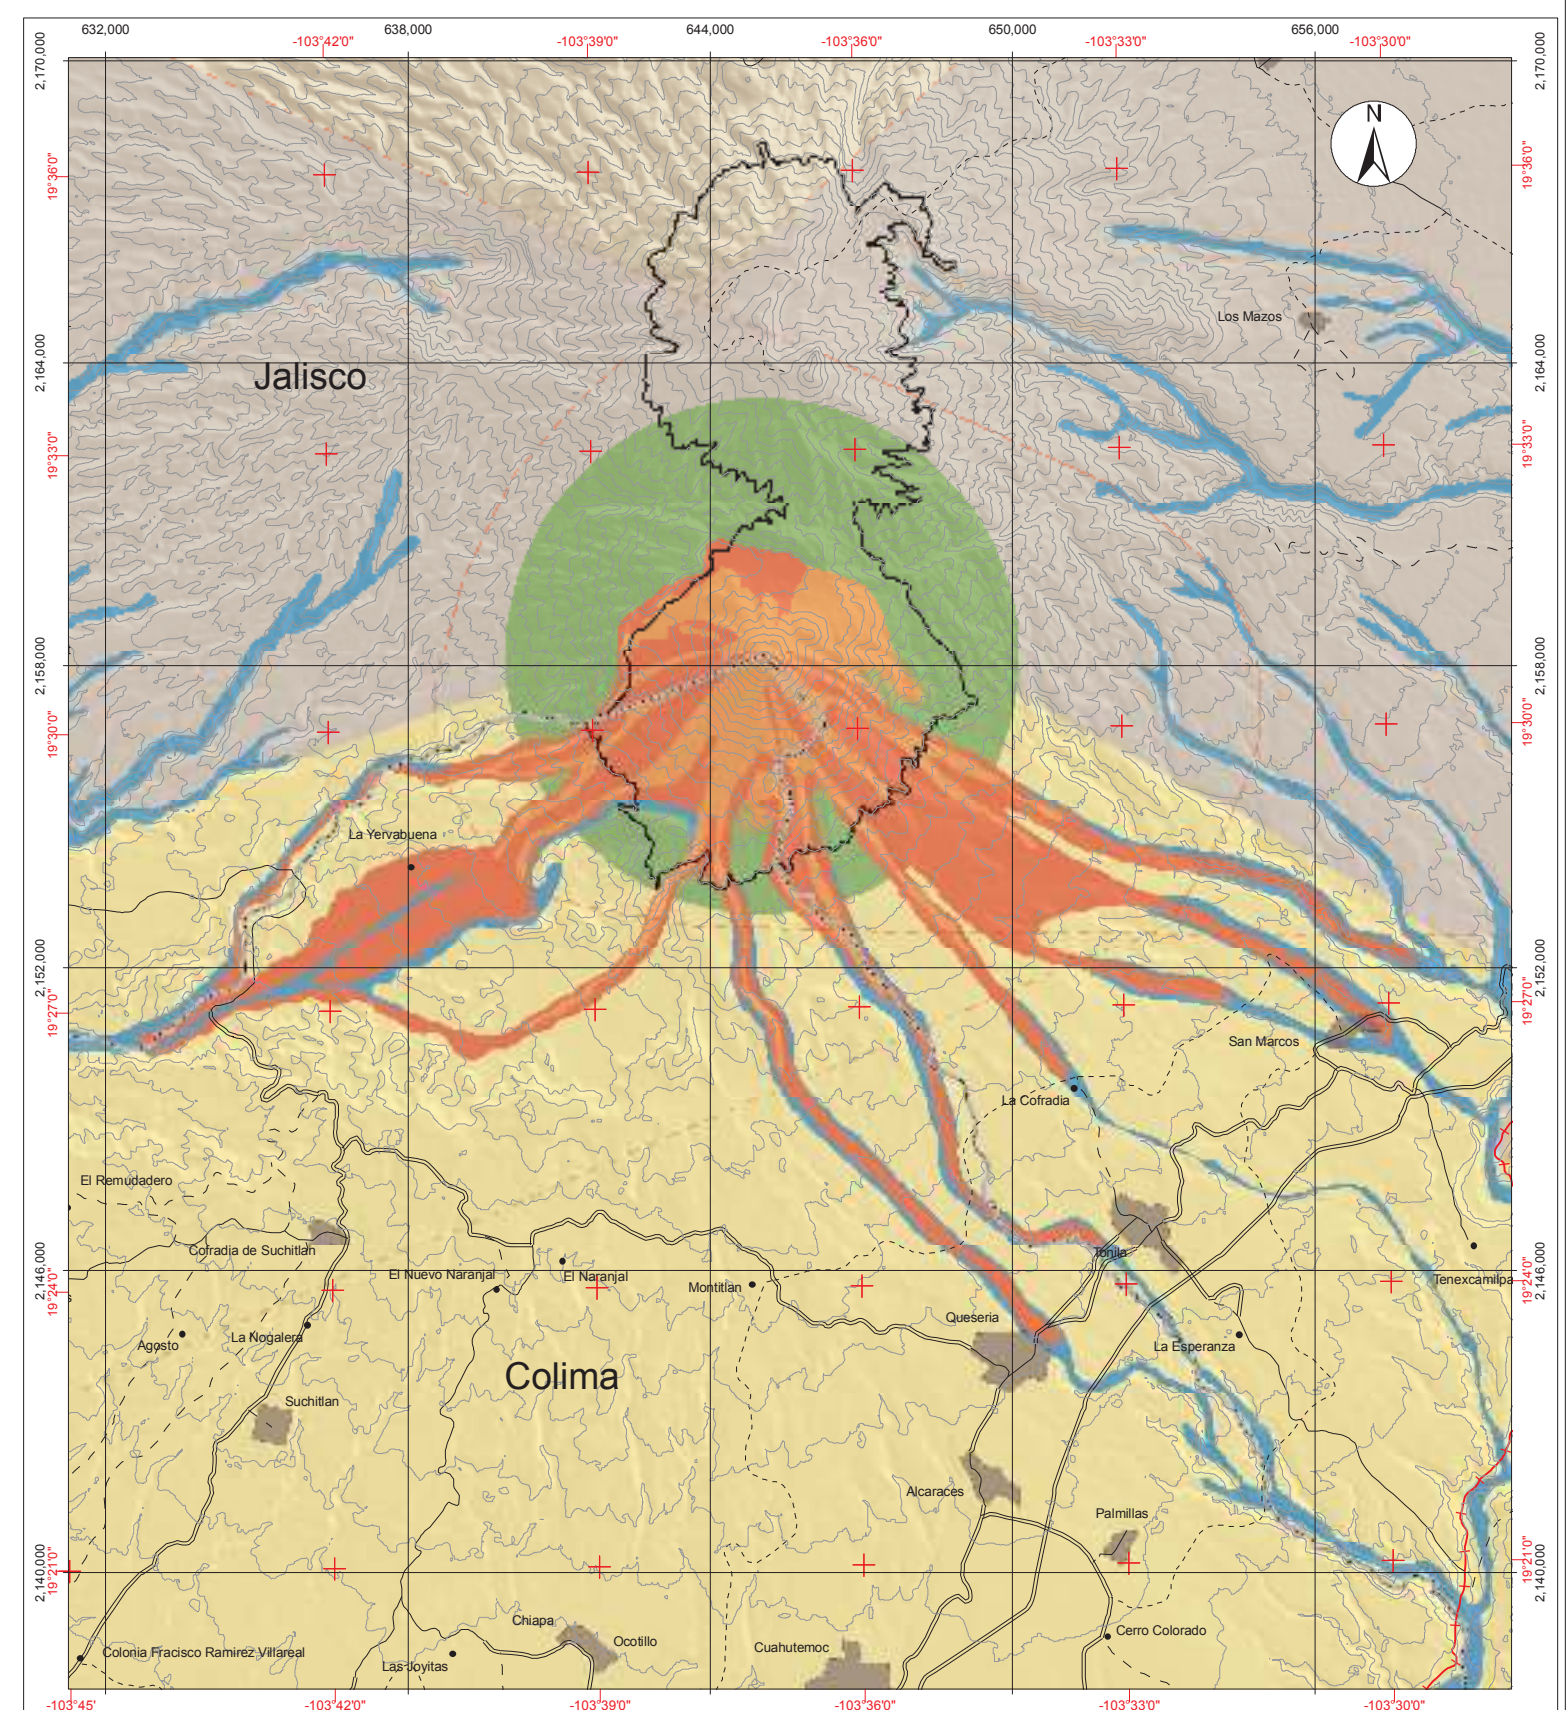 632,000
638,000
644,000
650,000
656,000
-103°42'0"
-103°39'0"
-103°36'0"
-103°33'0"
-103°30'0"
2,170,000
2,170,000
N
19°36'0"
19°36'0"
Los Mazos
2,164,000
2,164,000
Jalisco
19°33'0"
19°33'0"
2,158,000
2,158,000
19°30'0"
19°30'0"
La Yervabuena
2,152,000
2,152,000
19°27'0"
19°27'0"
San Marcos
La Cofradia
El Remudadero
Cofradia de Suchitlan
Tonila
2,146,000
2,146,000
El Nuevo Naranjal
El Naranjal
Montitlan
Tenexcamilpa
19°24'0"
19°24'0"
s
Queseria
La Nogalera
Agosto
La Esperanza
Colima
Suchitlan
Alcaraces
Palmillas
2,140,000
2,140,000
19°21'0"
19°21'0"
Chiapa
Cerro Colorado
Ocotillo
Cuahutemoc
Colonia Fracisco Ramirez Villareal
Las Joyitas
-103°45'
-103°42'0"
-103°39'0"
-103°36'0"
-103°33'0"
-103°30'0"